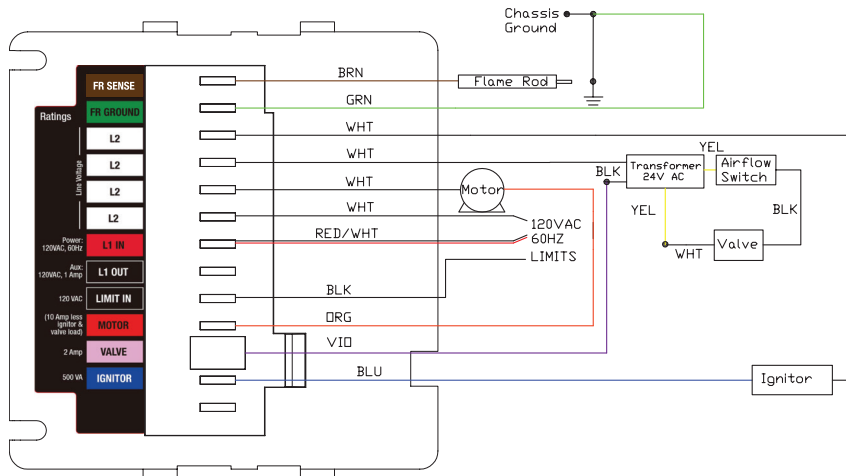 Chassis
Ground
BRN
FR SENSE
Flame Rod
GRN
Ratings
FR GROUND
WHT
L2
WHT
YEL
L2
Transformer
24V AC
Airflow
Switch
BLK
Line Voltage
WHT
L2
Motor
YEL
BLK
WHT
L2
120VAC
60HZ
RED/WHT
Power:
120VAC, 60Hz
L1 IN
Valve
WHT
LIMITS
Aux:
120VAC, 1 Amp
L1 OUT
BLK
120 VAC
LIMIT IN
ORG
(10 Amp less
ignitor &
valve load)
MOTOR
VIO
2 Amp
VALVE
BLU
500 VA
IGNITOR
Ignitor